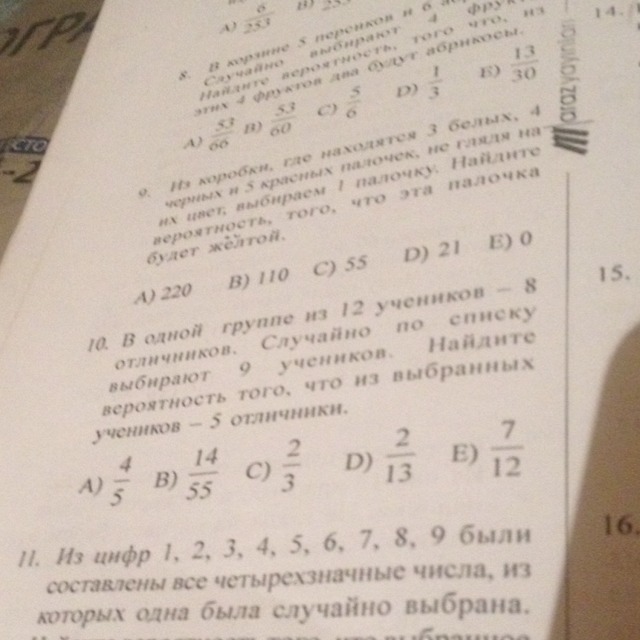 А) 6/253
8. В корзине 5 персиков и 6
Случайно выбирают 4
Найдите вероятность, того что, из
этих 4 фруктов два будут абрикосы.
А) 53/66 В) 53/60 С) 5/6 D) 1/3 Е) 13/30
9. Из коробки, где находятся 3 белых, 4
черных и 5 красных палочек, не глядя на
их цвет, выбираем 1 палочку. Найдите
вероятность, того, что эта палочка
будет жёлтой.
А) 220 В) 110 С) 55 D) 21 Е) 0
10. В одной группе из 12 учеников – 8
отличников. Случайно по списку
выбирают 9 учеников. Найдите
вероятность того, что из выбранных
учеников – 5 отличники.
А) 4/5 В) 14/55 С) 2/3 D) 2/13 Е) 7/12
11. Из цифр 1, 2, 3, 4, 5, 6, 7, 8, 9 были
составлены все четырехзначные числа, из
которых одна была случайно выбрана.
arazyayinlari
14.
15.
16.